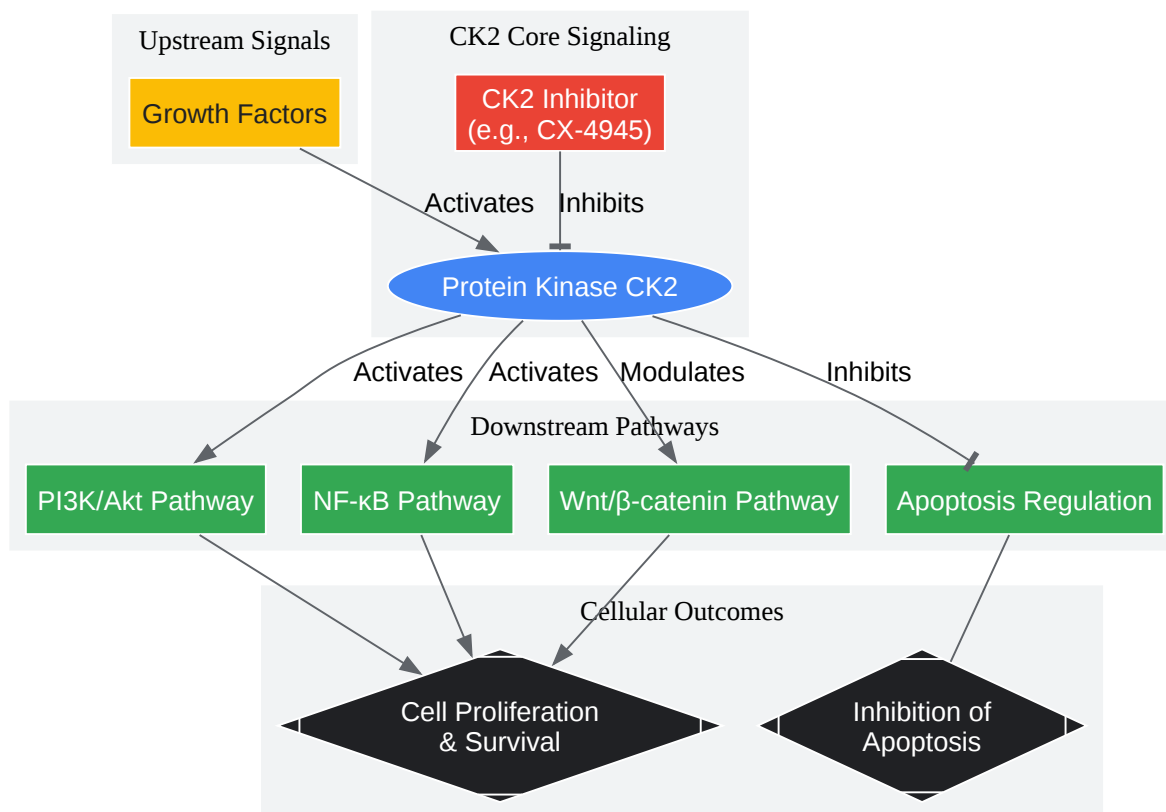 Upstream Signals
CK2 Core Signaling
Growth Factors
CK2 Inhibitor
(e.g., CX-4945)
Activates
Inhibits
Protein Kinase CK2
Activates
Activates
Modulates
Inhibits
Downstream Pathways
PI3K/Akt Pathway
NF-κB Pathway
Wnt/β-catenin Pathway
Apoptosis Regulation
Cellular Outcomes
Cell Proliferation
& Survival
Inhibition of
Apoptosis